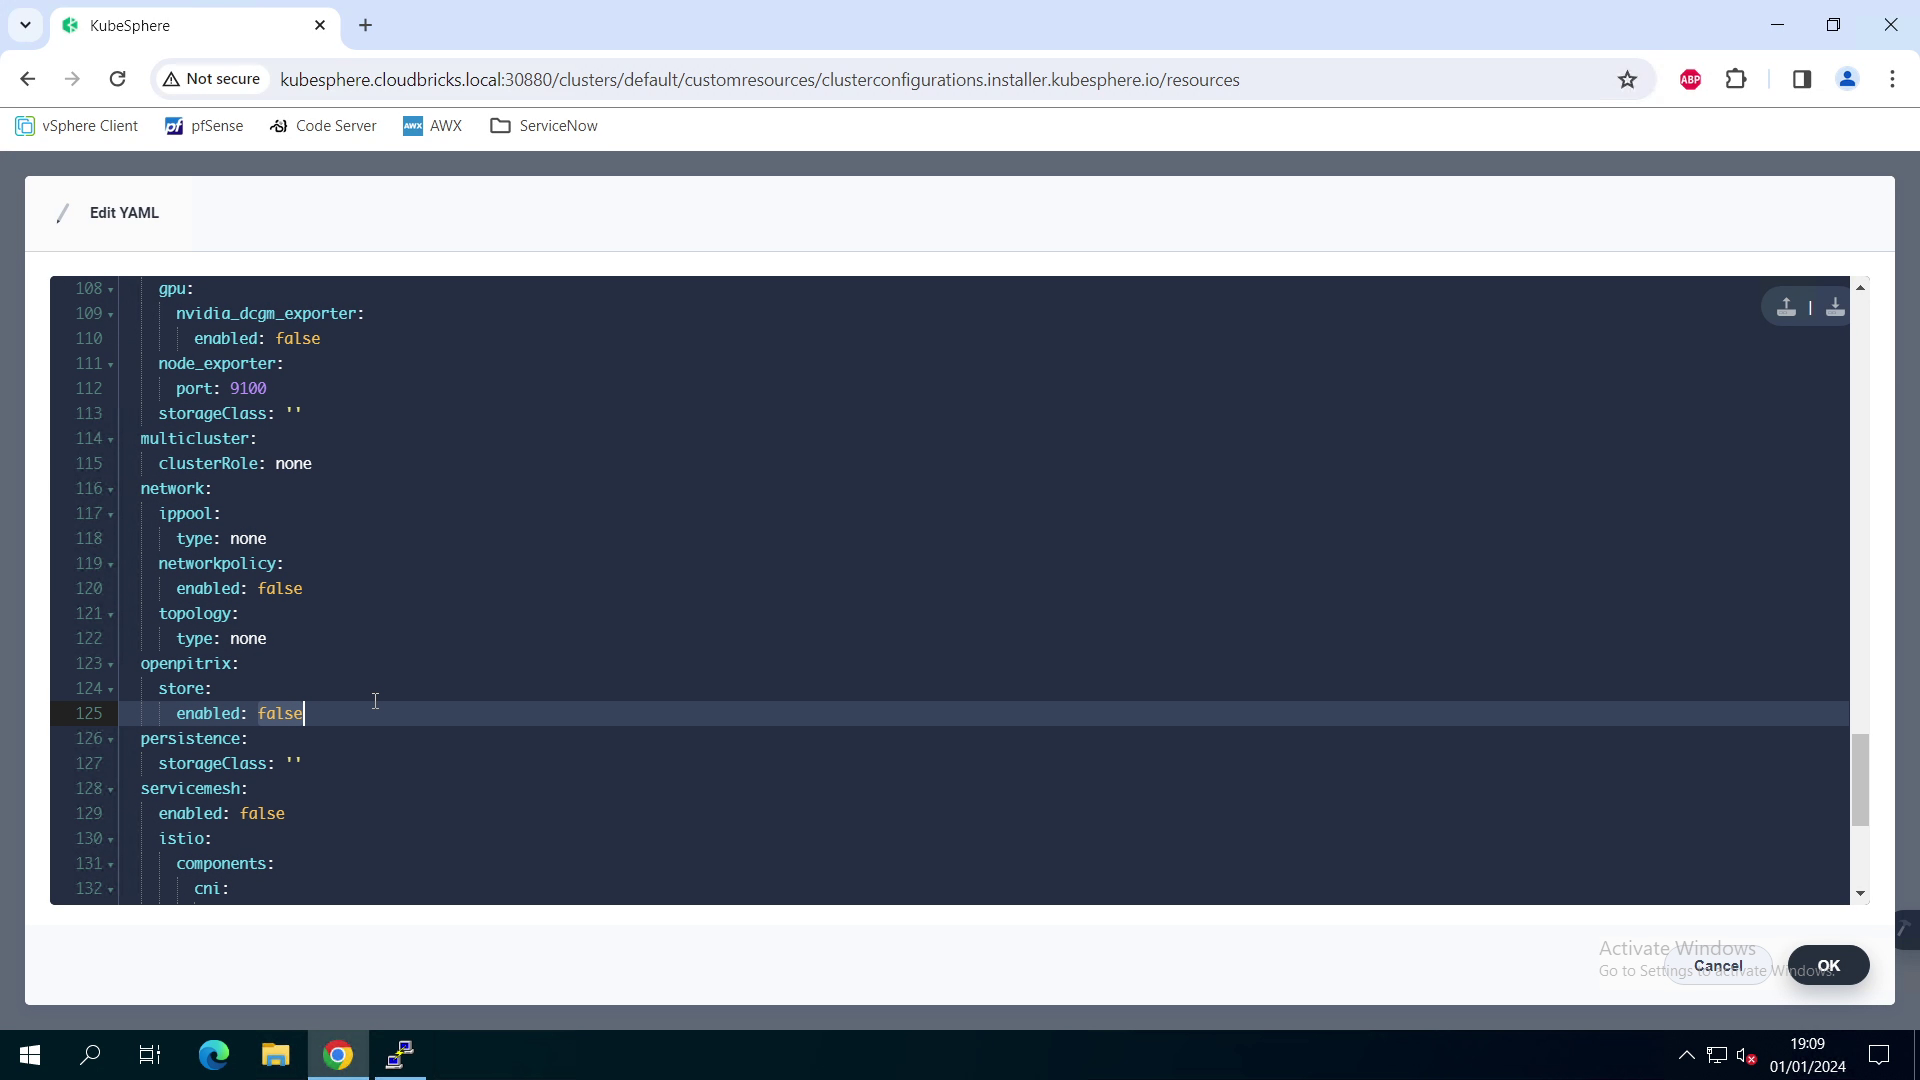 KubeSphere
Not secure
kubesphere.cloudbricks.local:30880/clusters/default/customresources/clusterconfigurations.installer.kubesphere.io/resources
ABP
vSphere Client
pf pfSense
Code Server
AWX AWX
ServiceNow
Edit YAML
108 gpu:
109 nvidia_dcgm_exporter:
110 enabled: false
111 node_exporter:
112 port: 9100
113 storageClass: ''
114 multicluster:
115 clusterRole: none
116 network:
117 ippool:
118 type: none
119 networkpolicy:
120 enabled: false
121 topology:
122 type: none
123 openpitrix:
124 store:
125 enabled: false
126 persistence:
127 storageClass: ''
128 servicemesh:
129 enabled: false
130 istio:
131 components:
132 cni:
Activate Windows
Go to Settings to activate Windows.
Cancel
OK
19:09
01/01/2024